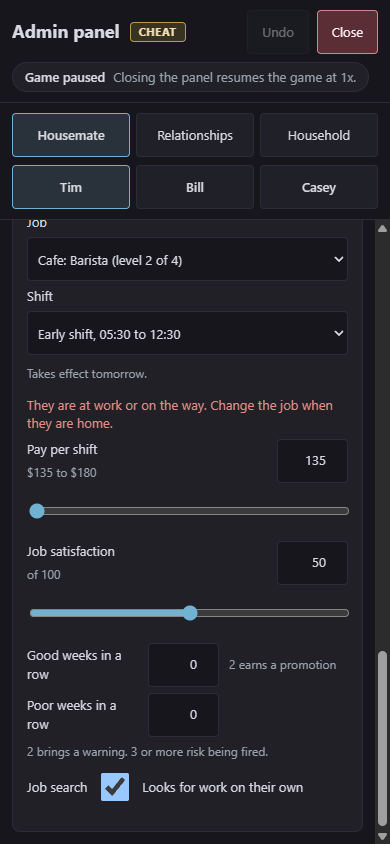 Admin panel CHEAT Undo Close
Game paused Closing the panel resumes the game at 1x.
Housemate Relationships Household
Tim Bill Casey
Job
Cafe: Barista (level 2 of 4)
Shift
Early shift, 05:30 to 12:30
Takes effect tomorrow.
They are at work or on the way. Change the job when
they are home.
Pay per shift
$135 to $180
135
Job satisfaction
of 100
50
Good weeks in a
row
0
2 earns a promotion
Poor weeks in a
row
0
2 brings a warning. 3 or more risk being fired.
Job search Looks for work on their own